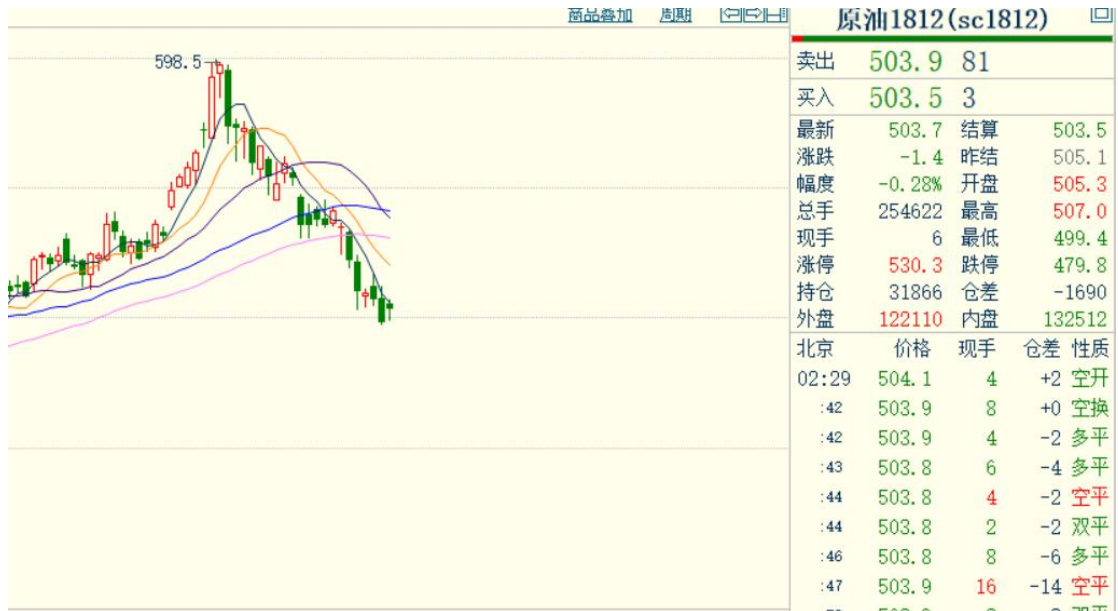 商品叠加 周期
598.5
原油1812(sc1812)
卖出 503.9 81
买入 503.5 3
最新 503.7 结算 503.5
涨跌 -1.4 昨结 505.1
幅度 -0.28% 开盘 505.3
总手 254622 最高 507.0
现手 6 最低 499.4
涨停 530.3 跌停 479.8
持仓 31866 仓差 -1690
外盘 122110 内盘 132512
北京 价格 现手 仓差 性质
02:29 504.1 4 +2 空开
:42 503.9 8 +0 空换
:42 503.9 4 -2 多平
:43 503.8 6 -4 多平
:44 503.8 4 -2 空平
:44 503.8 2 -2 双平
:46 503.8 8 -6 多平
:47 503.9 16 -14 空平